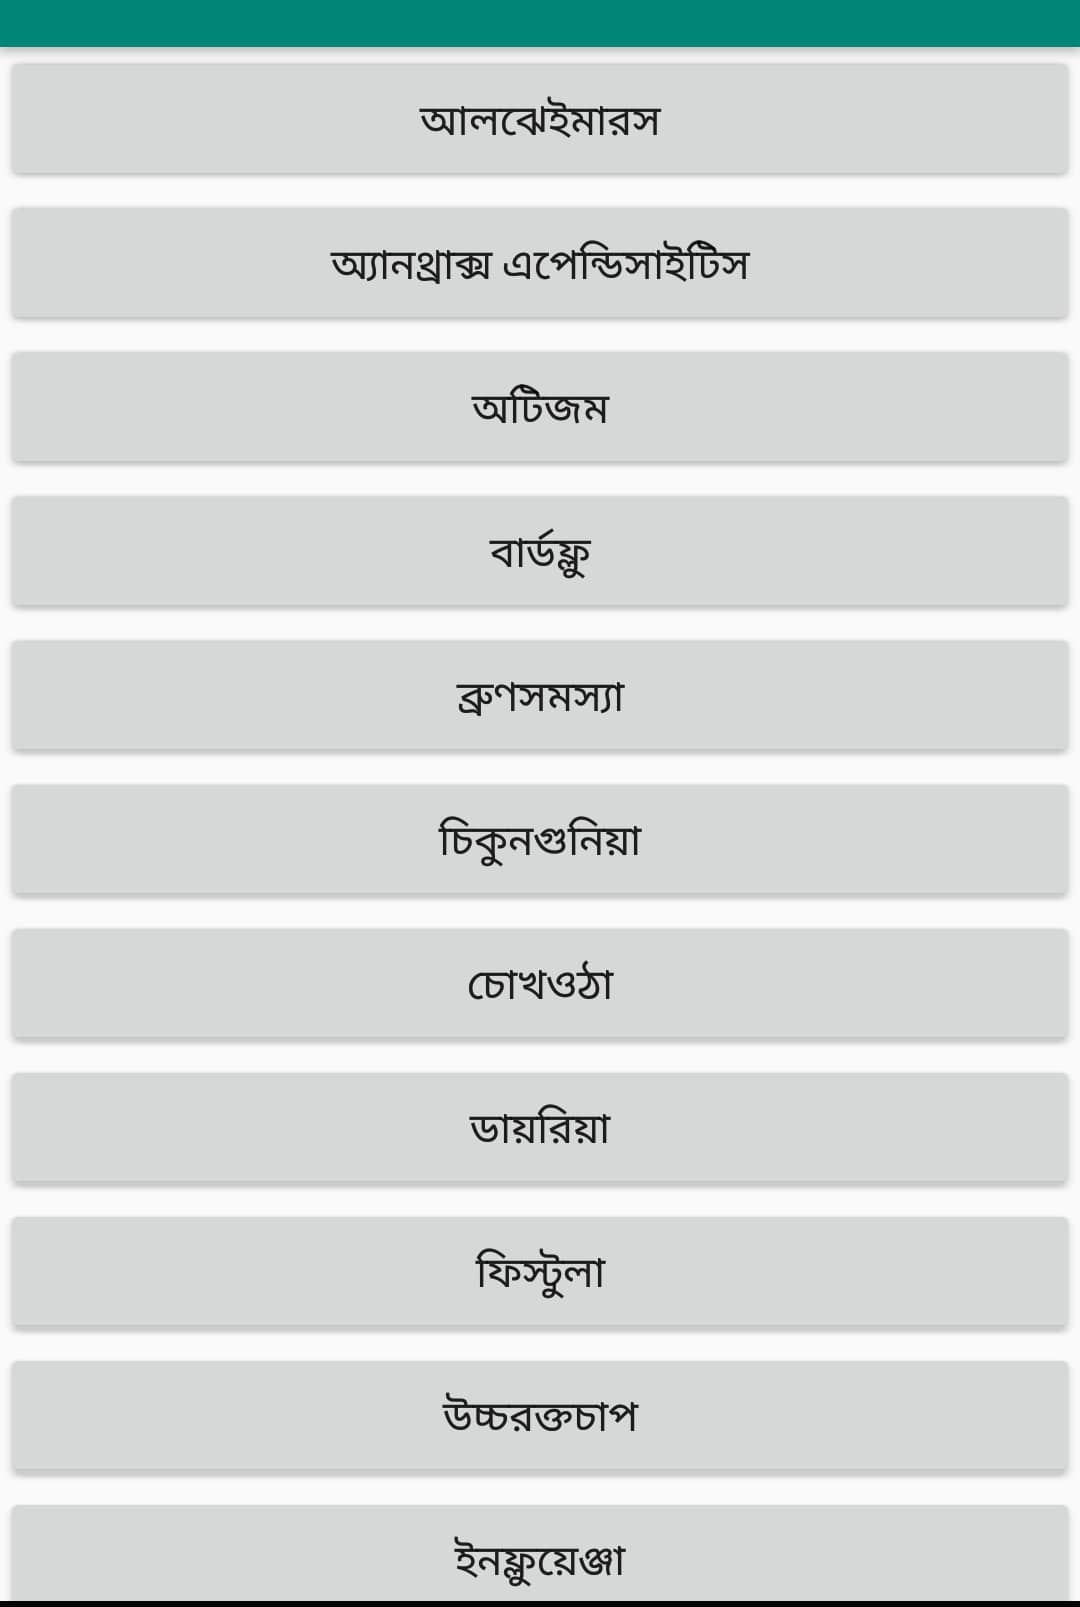 আলঝেইমারস
অ্যানথ্রাক্স এপেন্ডিসাইটিস
অটিজম
বার্ডফ্লু
ব্রুণসমস্যা
চিকুনগুনিয়া
চোখওঠা
ডায়রিয়া
ফিস্টুলা
উচ্চরক্তচাপ
ইনফ্লুয়েঞ্জা